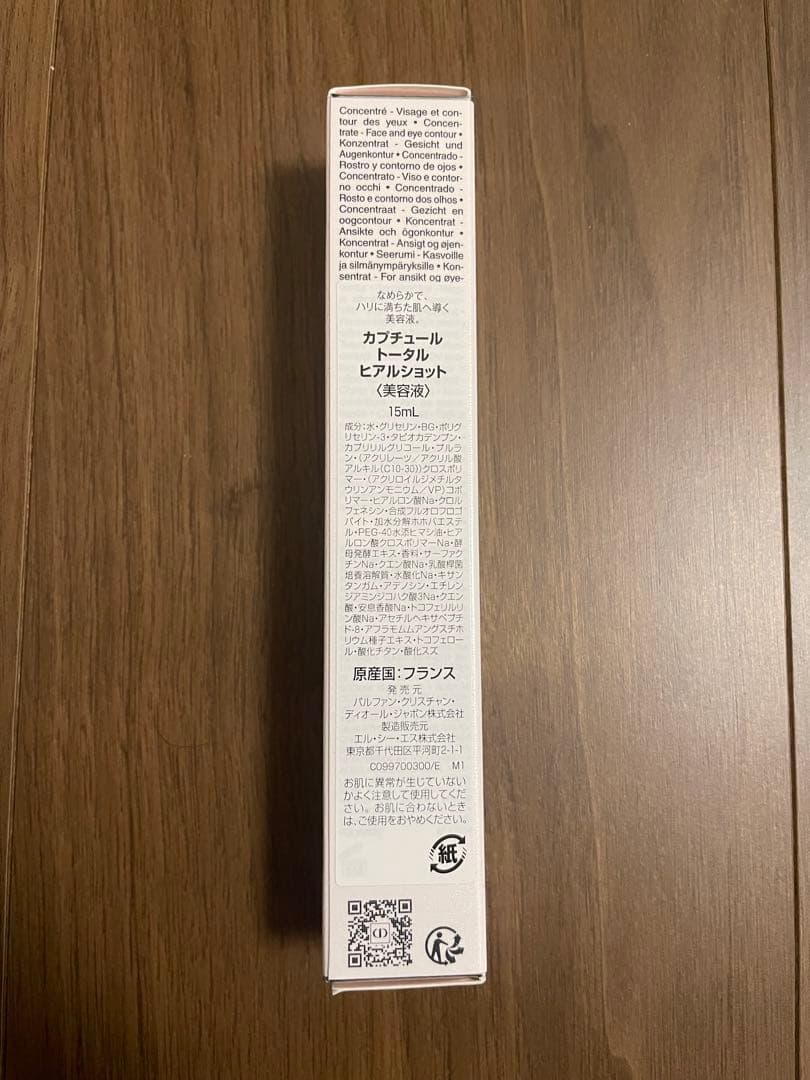 Concentré - Visage et con-
tour des yeux • Concen-
trate - Face and eye contour •
Konzentrat - Gesicht und
Augenkontur • Concentrado -
Rostro y contorno de ojos •
Concentrato - Viso e contor-
no occhi • Concentrado -
Rosto e contorno dos olhos •
Concentraat - Gezicht en
oogcontour • Koncentrat -
Ansikte och ögonkontur •
Koncentrat - Ansigt og øjen-
kontur • Seerumi - Kasvoille
ja silmänympäryksille • Kon-
sentrat - For ansikt og øye-
なめらかで、
ハリに満ちた肌へ導く
美容液。
カプチュール
トータル
ヒアルショット
〈美容液〉
15mL
成分:水・グリセリン・BG・ポリグ
リセリン-3・タピオカデンプン・
カプリリルグリコール・プルラ
ン・(アクリレーツ/アクリル酸
アルキル(C10-30))クロスポリ
マー・(アクリロイルジメチルタ
ウリンアンモニウム/VP)コポ
リマー・ヒアルロン酸Na・クロル
フェネシン・合成フルオロフロゴ
パイト・加水分解ホホバエステ
ル・PEG-40水添ヒマシ油・ヒア
ルロン酸クロスポリマーNa・酵
母発酵エキス・香料・サーファク
チンNa・クエン酸Na・乳酸桿菌
培養溶解質・水酸化Na・キサン
タンガム・アデノシン・エチレン
ジアミンジコハク酸3Na・クエン
酸・安息香酸Na・トコフェリルリ
ン酸Na・アセチルヘキサペプチ
ド-8・アフラモムムアングスチホ
リウム種子エキス・トコフェロー
ル・酸化チタン・酸化スズ
原産国:フランス
発売元
パルファン・クリスチャン・
ディオール・ジャポン株式会社
製造販売元
エル・シー・エス株式会社
東京都千代田区平河町2-1-1
C099700300/E M1
お肌に異常が生じていない
かよく注意して使用してくだ
さい。お肌に合わないとき
は、ご使用をおやめください。
紙
CD